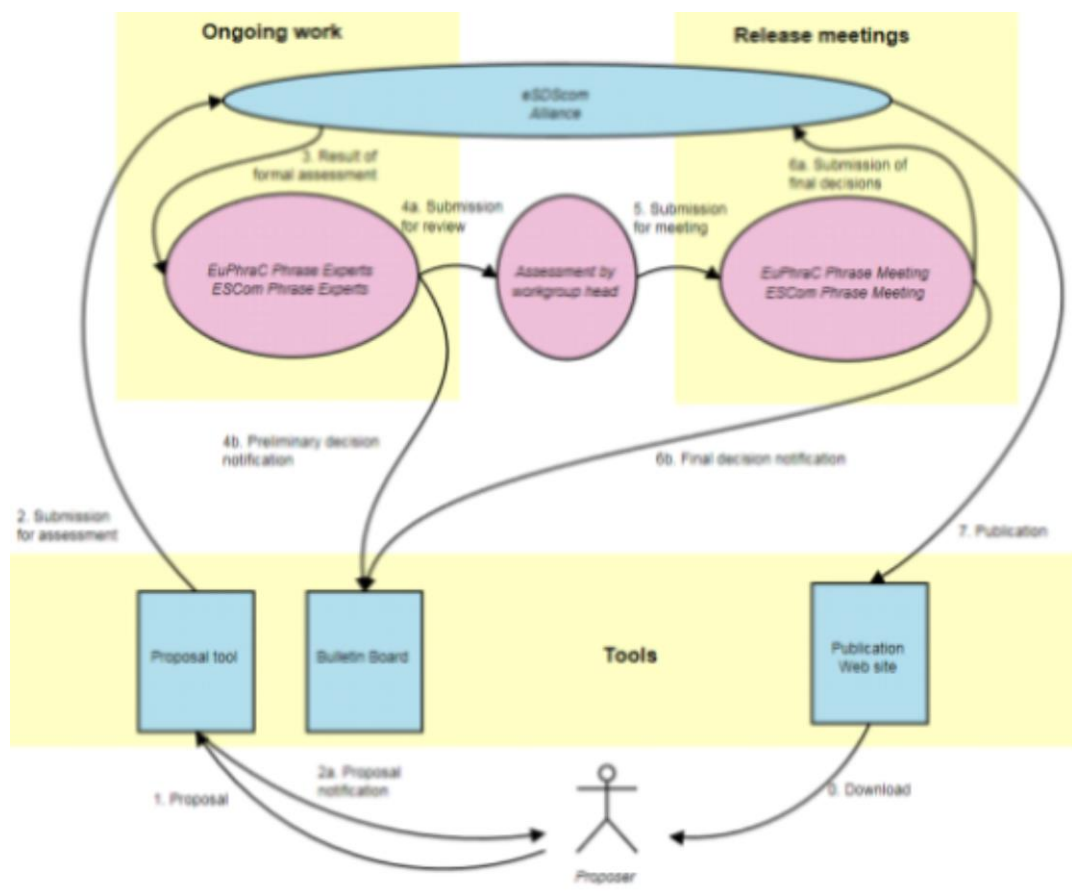 Ongoing work
Release meetings
eSDScom
Alliance
3. Result of
formal assessment
6a. Submission of
final decisions
4a. Submission
for review
5. Submission
for meeting
EuPhraC Phrase Experts
ESCom Phrase Experts
Assessment by
workgroup head
EuPhraC Phrase Meeting
ESCom Phrase Meeting
4b. Preliminary decision
notification
6b. Final decision notification
2. Submission
for assessment
7. Publication
Proposal tool
Bulletin Board
Tools
Publication
Web site
2a. Proposal
notification
1. Proposal
0. Download
Proposer